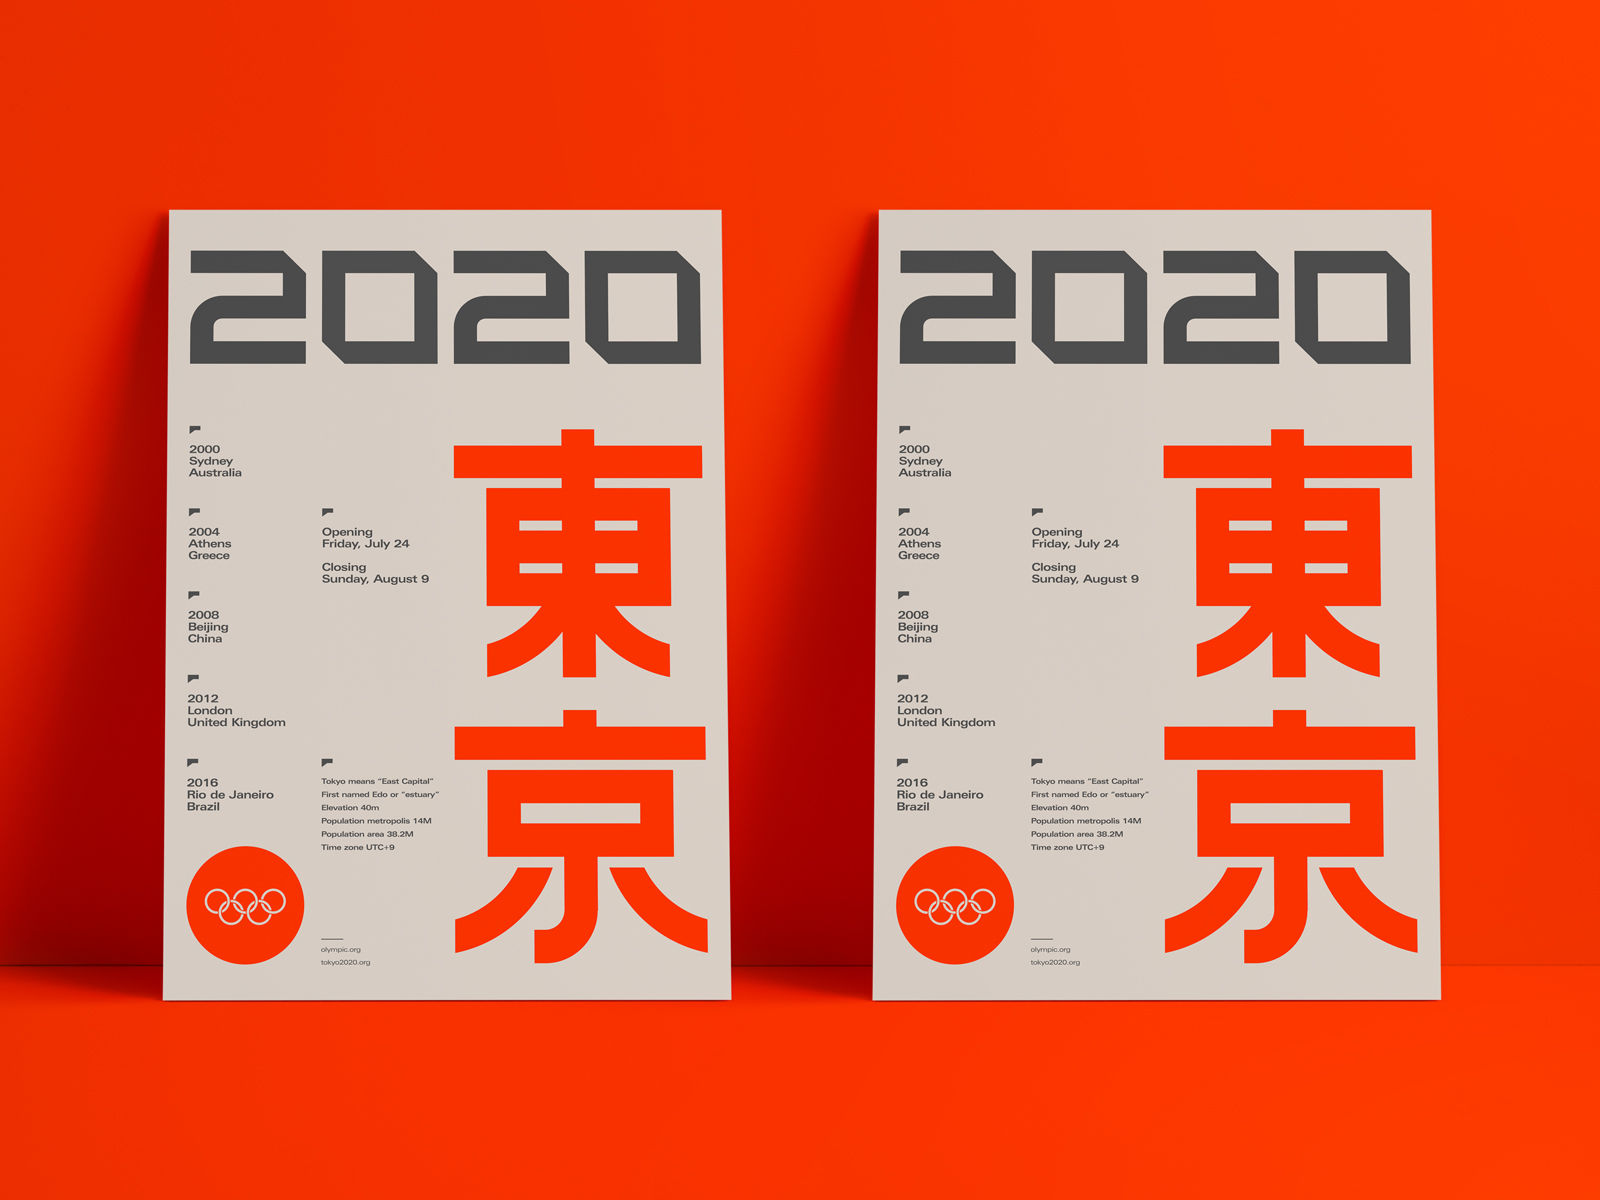 2020
2000
Sydney
Australia
2004
Athens
Greece
2008
Beijing
China
2012
London
United Kingdom
2016
Rio de Janeiro
Brazil
Opening
Friday, July 24
Closing
Sunday, August 9
Tokyo means “East Capital”
First named Edo or “estuary”
Elevation 40m
Population metropolis 14M
Population area 38.2M
Time zone UTC+9
olympic.org
tokyo2020.org
東
京
2020
2000
Sydney
Australia
2004
Athens
Greece
2008
Beijing
China
2012
London
United Kingdom
2016
Rio de Janeiro
Brazil
Opening
Friday, July 24
Closing
Sunday, August 9
Tokyo means “East Capital”
First named Edo or “estuary”
Elevation 40m
Population metropolis 14M
Population area 38.2M
Time zone UTC+9
olympic.org
tokyo2020.org
東
京